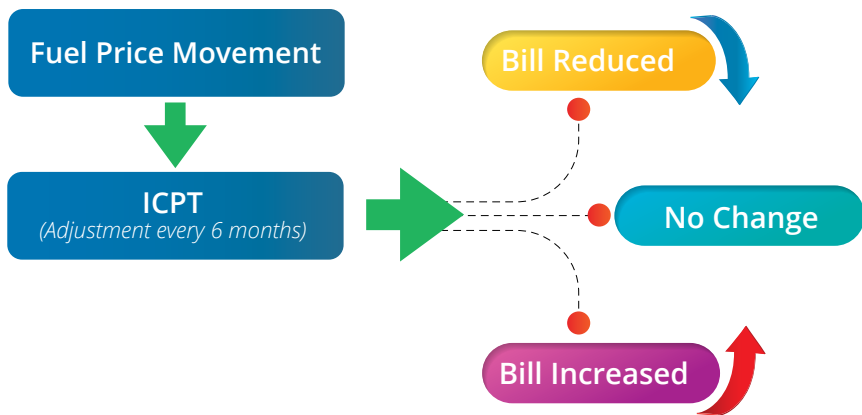 Fuel Price Movement
ICPT
(Adjustment every 6 months)
Bill Reduced
No Change
Bill Increased